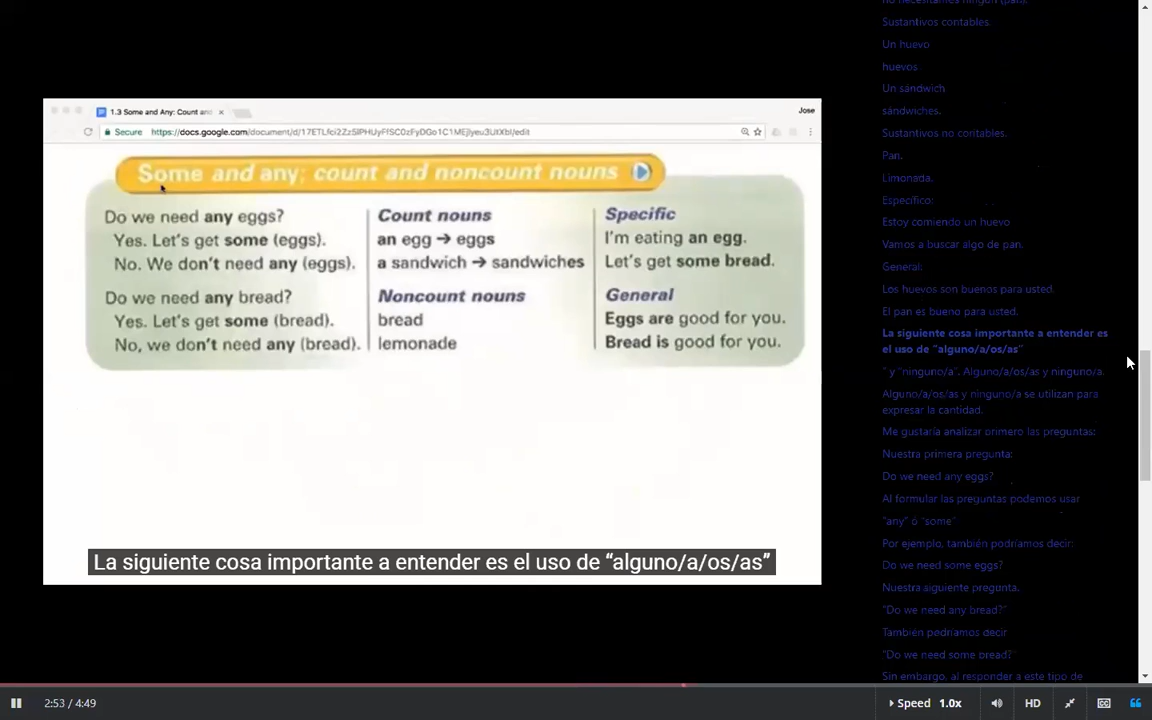 1.3 Some and Any: Count and
Jose
Secure
https://docs.google.com/document/d/
Some and any; count and noncount nouns
Do we need any eggs?
Yes. Let's get some (eggs).
No. We don't need any (eggs).
Do we need any bread?
Yes. Let's get some (bread).
No, we don't need any (bread).
Count nouns
an egg → eggs
a sandwich → sandwiches
Noncount nouns
bread
lemonade
Specific
I'm eating an egg.
Let's get some bread.
General
Eggs are good for you.
Bread is good for you.
La siguiente cosa importante a entender es el uso de “alguno/a/os/as”
no necesitamos ningún (pan).
Sustantivos contables.
Un huevo
huevos.
Un sándwich
sándwiches.
Sustantivos no contables.
Pan.
Limonada.
Específico:
Estoy comiendo un huevo
Vamos a buscar algo de pan.
General:
Los huevos son buenos para usted.
El pan es bueno para usted.
La siguiente cosa importante a entender es
el uso de “alguno/a/os/as”
” y “ninguno/a”. Alguno/a/os/as y ninguno/a.
Alguno/a/os/as y ninguno/a se utilizan para
expresar la cantidad.
Me gustaría analizar primero las preguntas:
Nuestra primera pregunta:
Do we need any eggs?
Al formular las preguntas podemos usar
“any” ó “some”
Por ejemplo, también podríamos decir:
Do we need some eggs?
Nuestra siguiente pregunta.
“Do we need any bread?”
También podríamos decir
“Do we need some bread?”
Sin embargo, al responder a este tipo de
2:53 / 4:49
Speed 1.0x
HD